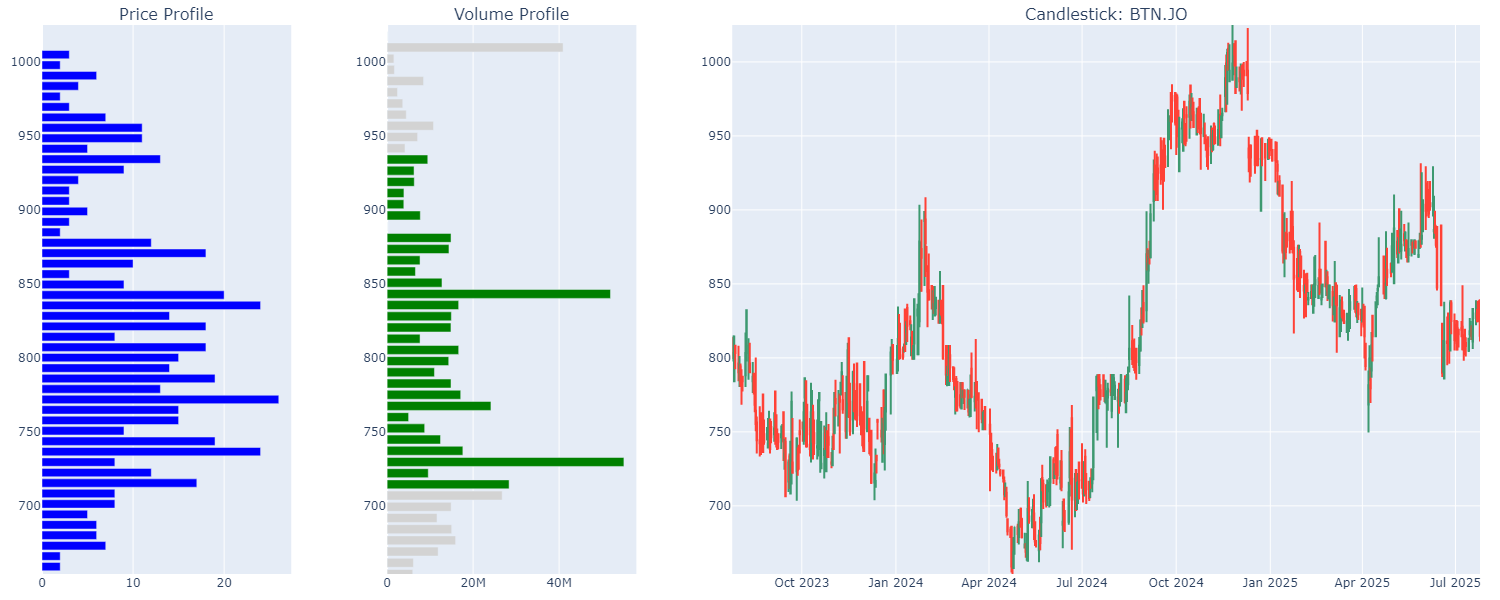 Price Profile
Volume Profile
Candlestick: BTN.JO
1000
950
900
850
800
750
700
0
10
20
1000
950
900
850
800
750
700
0
20M
40M
1000
950
900
850
800
750
700
Oct 2023
Jan 2024
Apr 2024
Jul 2024
Oct 2024
Jan 2025
Apr 2025
Jul 2025